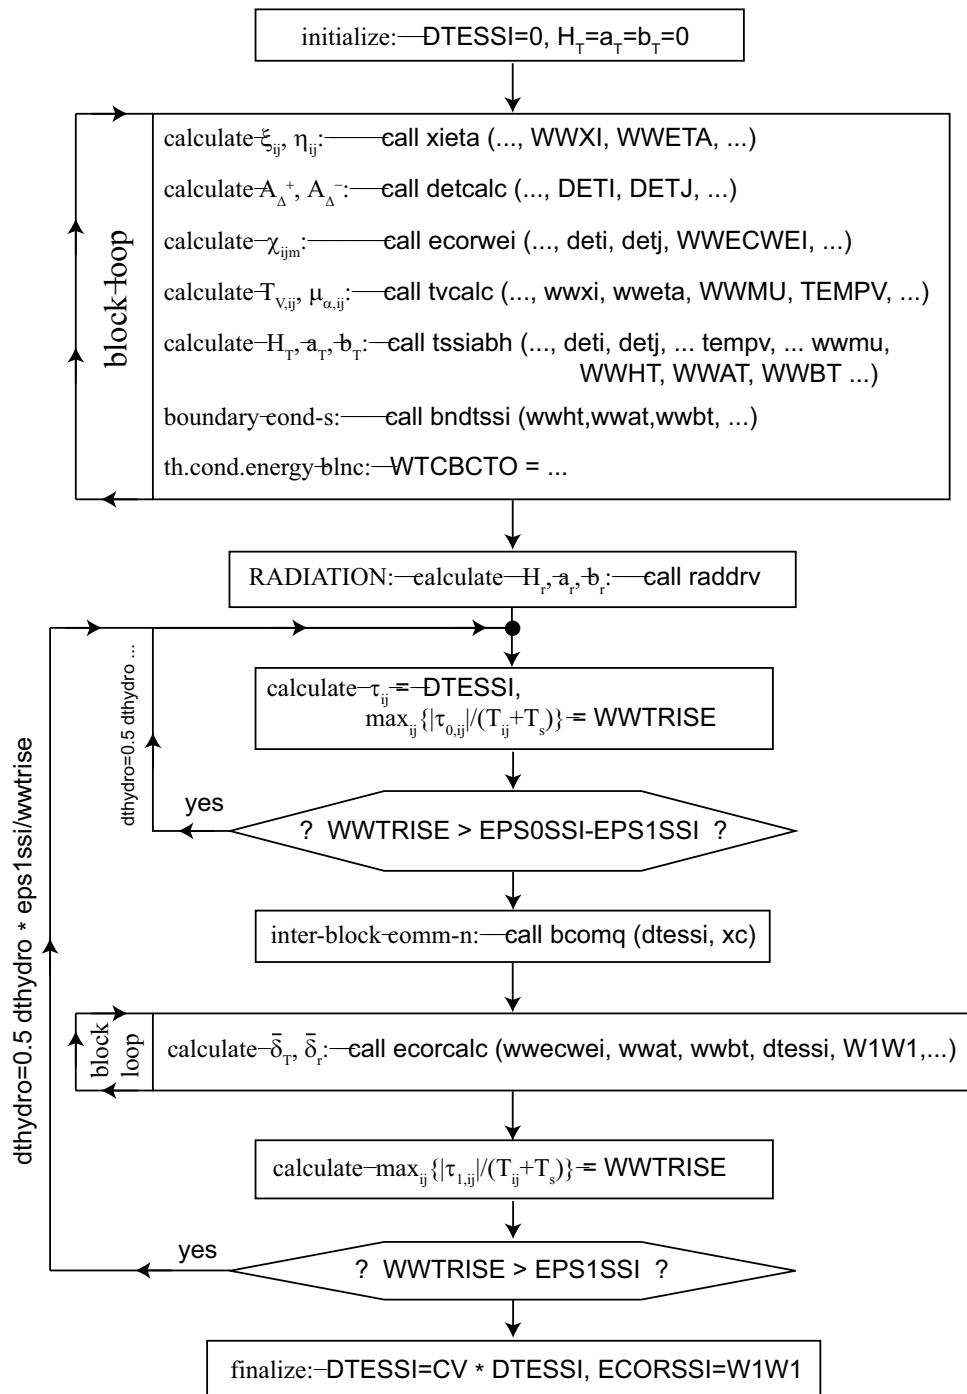 initialize: DTESSI=0, H_T=a_T=b_T=0
block loop
calculate ξ_ij, η_ij: call xieta (..., WWXI, WWETA, ...)
calculate A_Δ^+, A_Δ^-: call detcalc (..., DETI, DETJ, ...)
calculate χ_ijm: call ecorwei (..., deti, detj, WWECWEI, ...)
calculate T_V,ij, μ_α,ij: call tvcalc (..., wwxi, wweta, WWMU, TEMPV, ...)
calculate H_T, a_T, b_T: call tssiabh (..., deti, detj, ... tempv, ... wwmu,
WWHT, WWAT, WWBT ...)
boundary cond-s: call bndtssi (wwht,wwat,wwbt, ...)
th.cond.energy blnc: WTCBCTO = ...
RADIATION: calculate H_r, a_r, b_r: call raddrv
dthydro=0.5 dthydro ...
calculate τ_ij = DTESSI,
max_ij{|τ_0,ij|/(T_ij+T_s)} = WWTRISE
yes
? WWTRISE > EPS0SSI-EPS1SSI ?
dthydro=0.5 dthydro * eps1ssi/wwtrise
inter-block comm-n: call bcomq (dtessi, xc)
block
loop
calculate δ̄_T, δ̄_r: call ecorcalc (wwecwei, wwat, wwbt, dtessi, W1W1,...)
calculate max_ij{|τ_1,ij|/(T_ij+T_s)} = WWTRISE
yes
? WWTRISE > EPS1SSI ?
finalize: DTESSI=CV * DTESSI, ECORSSI=W1W1